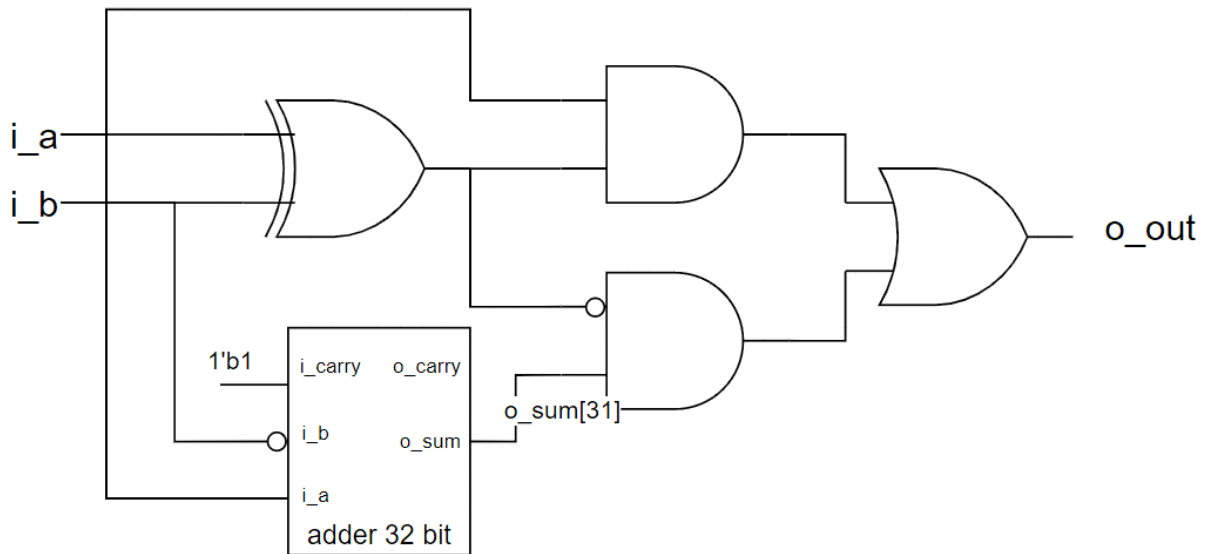 i_a
i_b
o_out
1'b1
i_carry
o_carry
i_b
o_sum
o_sum[31]
i_a
adder 32 bit